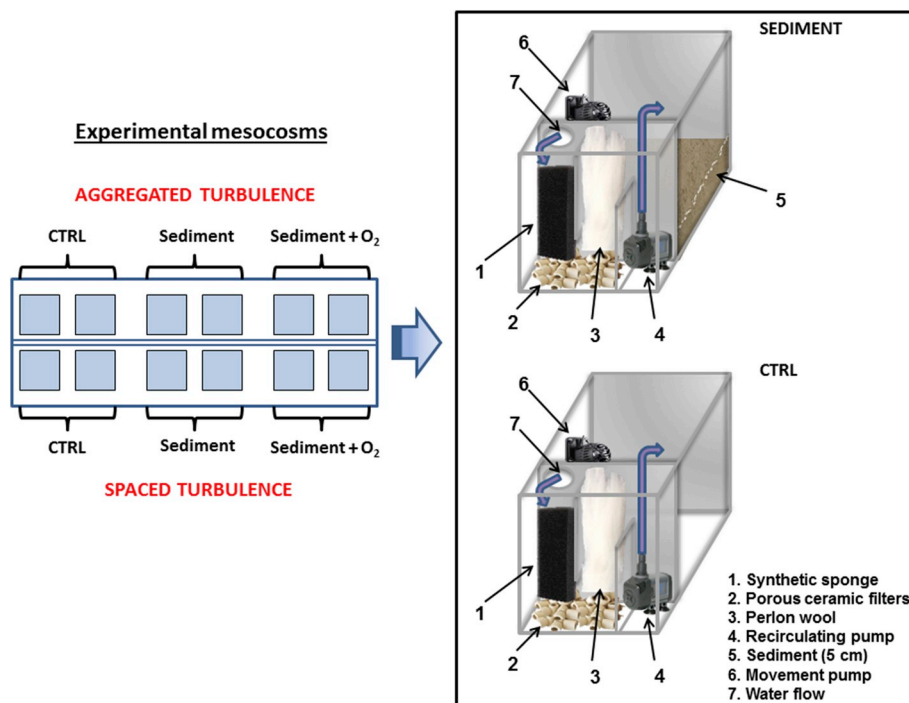 Experimental mesocosms
AGGREGATED TURBULENCE
CTRL Sediment Sediment + O₂
CTRL Sediment Sediment + O₂
SPACED TURBULENCE
SEDIMENT
6
7
5
1
2
3
4
CTRL
6
7
1
2
3
4
1. Synthetic sponge
2. Porous ceramic filters
3. Perlon wool
4. Recirculating pump
5. Sediment (5 cm)
6. Movement pump
7. Water flow